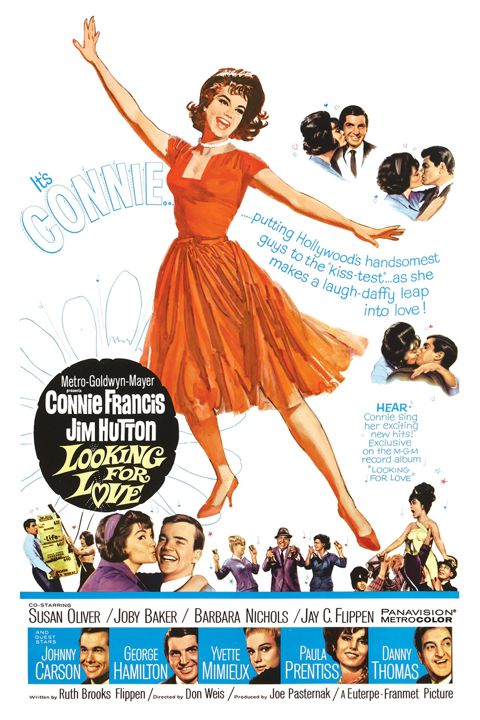 It's
CONNIE..
....putting Hollywood's handsomest
guys to the "kiss-test"...as she
makes a laugh-daffy leap
into love!
Metro-Goldwyn-Mayer
presents
CONNIE FRANCIS
JIM HUTTON
LOOKING
FOR
LOVE
HEAR
Connie sing
her exciting
new hits!
Exclusive
on the M-G-M
record album
"LOOKING
FOR LOVE"
CO-STARRING
SUSAN OLIVER / JOBY BAKER / BARBARA NICHOLS / JAY C. FLIPPEN
PANAVISION®
METROCOLOR
AND
GUEST
STARS
JOHNNY
CARSON
GEORGE
HAMILTON
YVETTE
MIMIEUX
PAULA
PRENTISS
DANNY
THOMAS
Written by Ruth Brooks Flippen / Directed by Don Weis / Produced by Joe Pasternak / A Euterpe-Franmet Picture